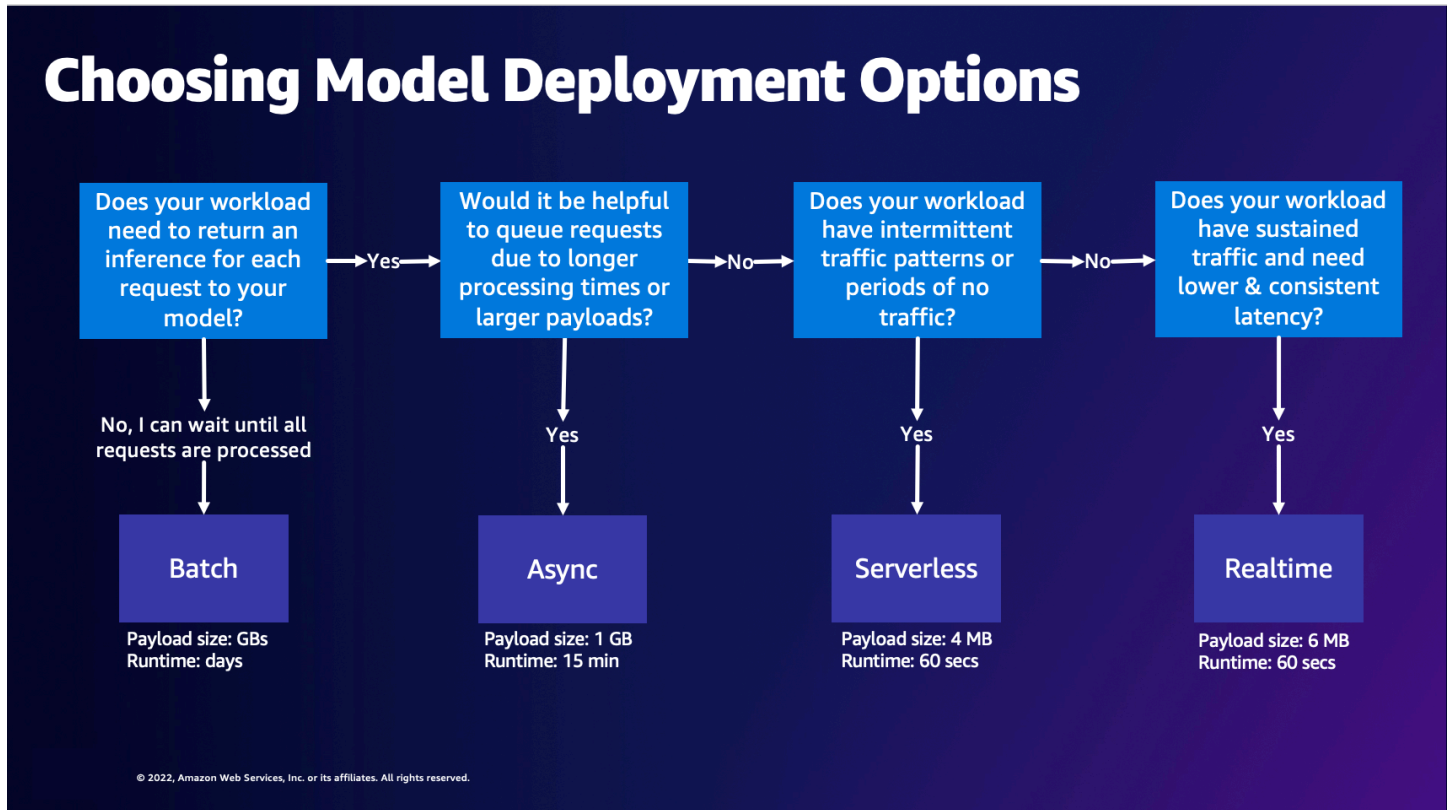 Choosing Model Deployment Options
Does your workload
need to return an
inference for each
request to your
model?
Yes
Would it be helpful
to queue requests
due to longer
processing times or
larger payloads?
No
Does your workload
have intermittent
traffic patterns or
periods of no
traffic?
No
Does your workload
have sustained
traffic and need
lower & consistent
latency?
No, I can wait until all
requests are processed
Yes
Yes
Yes
Batch
Async
Serverless
Realtime
Payload size: GBs
Runtime: days
Payload size: 1 GB
Runtime: 15 min
Payload size: 4 MB
Runtime: 60 secs
Payload size: 6 MB
Runtime: 60 secs
© 2022, Amazon Web Services, Inc. or its affiliates. All rights reserved.